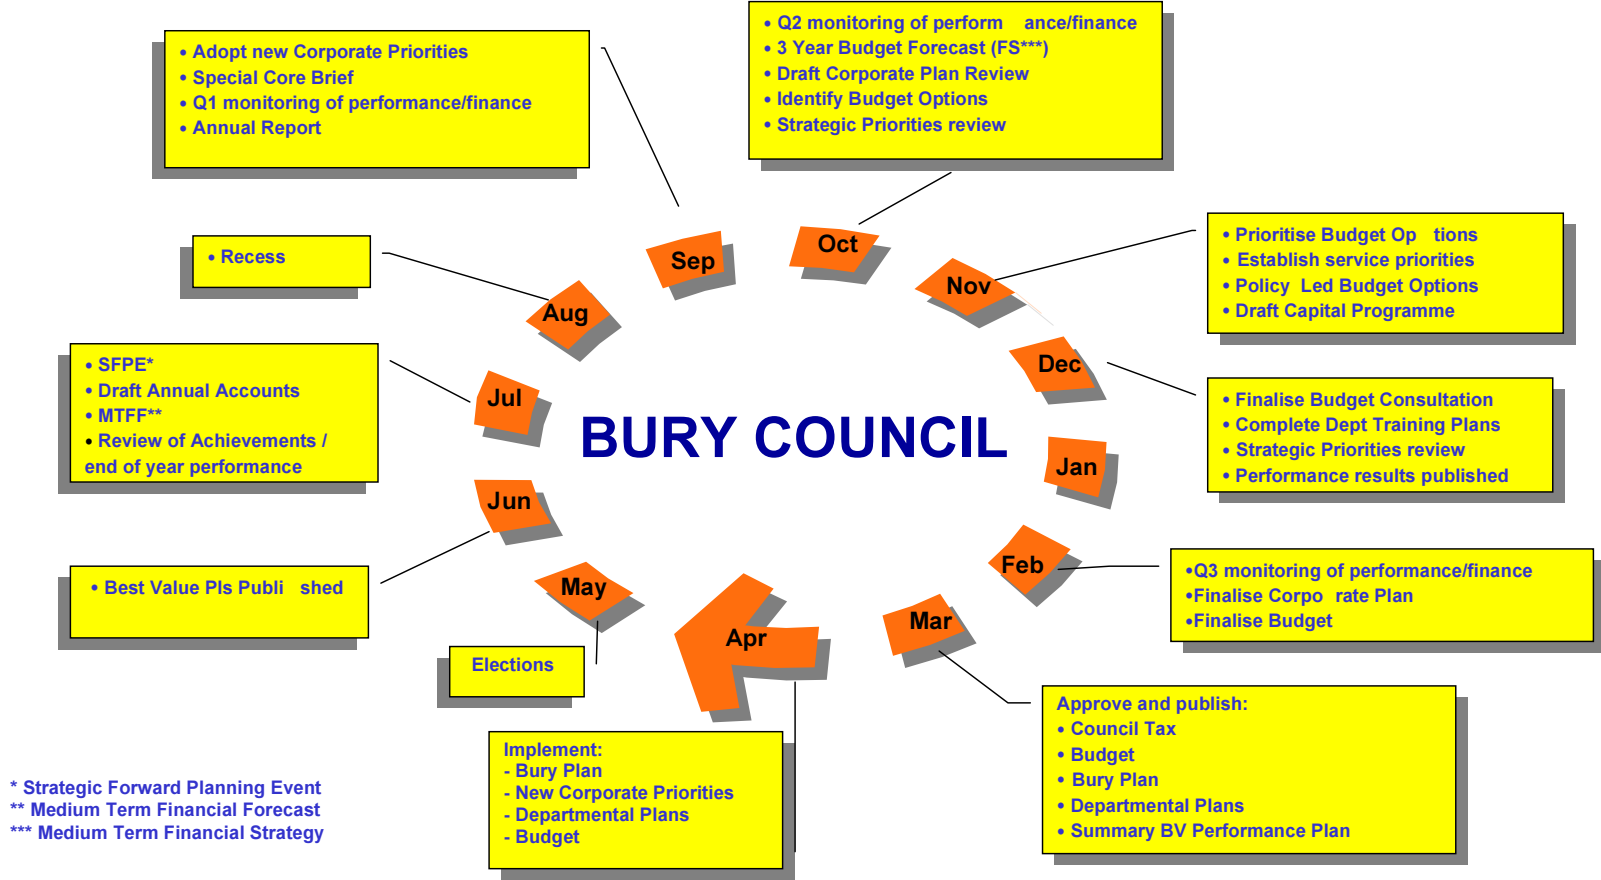 • Adopt new Corporate Priorities
• Special Core Brief
• Q1 monitoring of performance/finance
• Annual Report
• Q2 monitoring of perform ance/finance
• 3 Year Budget Forecast (FS***)
• Draft Corporate Plan Review
• Identify Budget Options
• Strategic Priorities review
• Recess
Sep
Oct
Nov
• Prioritise Budget Op tions
• Establish service priorities
• Policy Led Budget Options
• Draft Capital Programme
Aug
Dec
• SFPE*
• Draft Annual Accounts
• MTFF**
• Review of Achievements /
end of year performance
Jul
BURY COUNCIL
Jan
• Finalise Budget Consultation
• Complete Dept Training Plans
• Strategic Priorities review
• Performance results published
Jun
Feb
• Best Value PIs Publi shed
May
Apr
Mar
•Q3 monitoring of performance/finance
•Finalise Corpo rate Plan
•Finalise Budget
Elections
Approve and publish:
• Council Tax
• Budget
• Bury Plan
• Departmental Plans
• Summary BV Performance Plan
Implement:
- Bury Plan
- New Corporate Priorities
- Departmental Plans
- Budget
* Strategic Forward Planning Event
** Medium Term Financial Forecast
*** Medium Term Financial Strategy